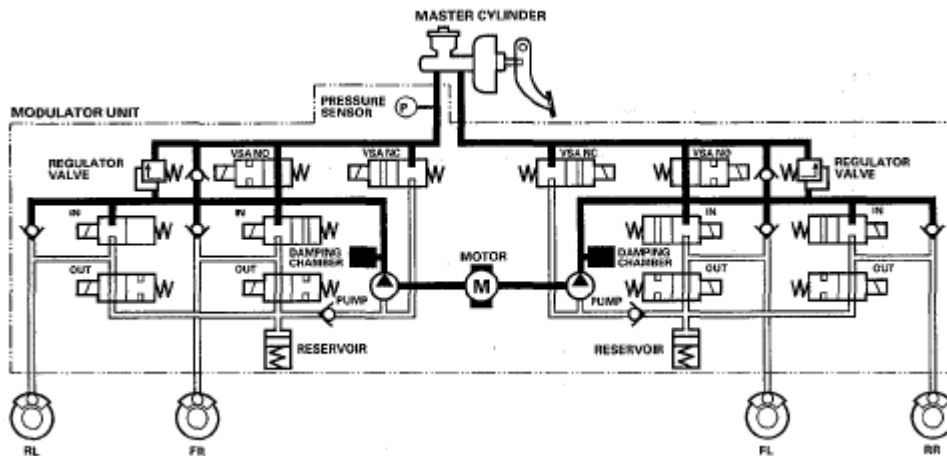 MASTER CYLINDER
PRESSURE
SENSOR
P
MODULATOR UNIT
VSA NO
VSA NC
VSA NC
VSA NO
REGULATOR
VALVE
REGULATOR
VALVE
IN
IN
IN
IN
DAMPING
CHAMBER
MOTOR
DAMPING
CHAMBER
OUT
OUT
M
OUT
OUT
PUMP
PUMP
RESERVOIR
RESERVOIR
RL
FR
FL
RR